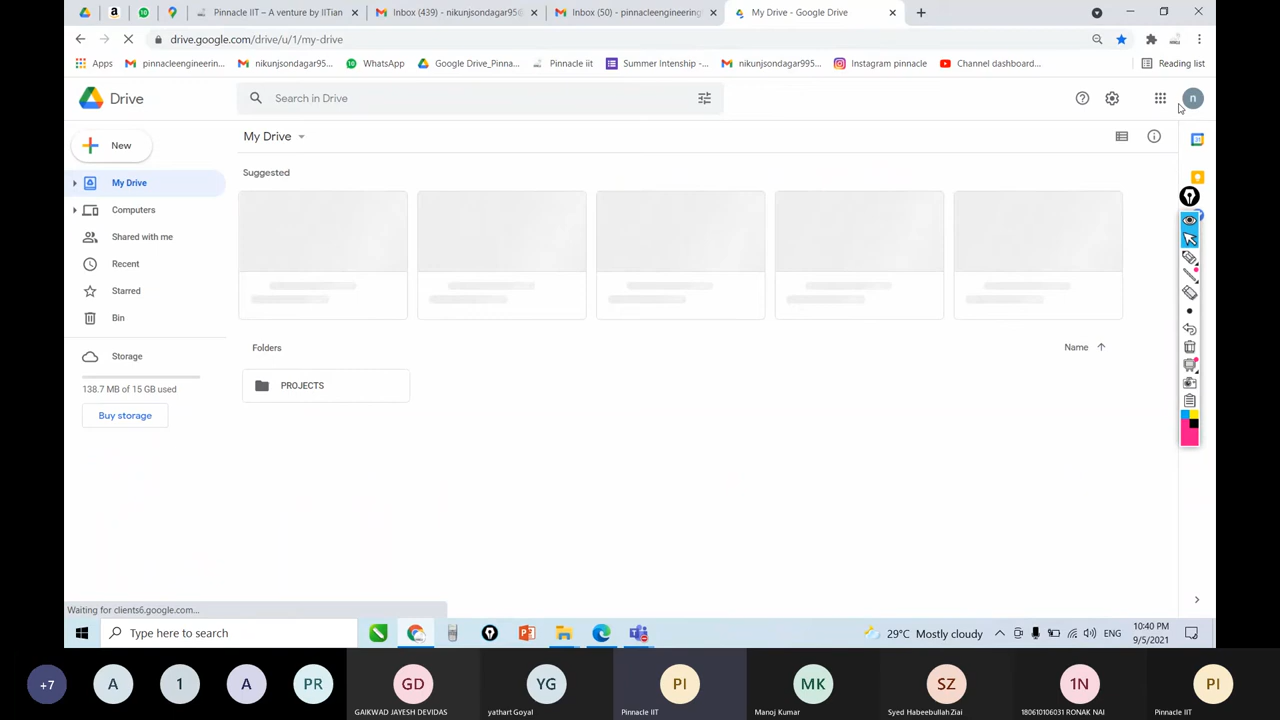 Pinnacle IIT – A venture by IITian
Inbox (439) - nikunjsondagar95@
Inbox (50) - pinnacleengineering
My Drive - Google Drive
drive.google.com/drive/u/1/my-drive
Apps
pinnacleengineerin...
nikunjsondagar95...
WhatsApp
Google Drive_Pinna...
Pinnacle iit
Summer Intenship -...
nikunjsondagar995...
Instagram pinnacle
Channel dashboard...
Reading list
Drive
Search in Drive
n
New
My Drive
Suggested
My Drive
Computers
Shared with me
Recent
Starred
Bin
Storage
138.7 MB of 15 GB used
Buy storage
Folders
Name
PROJECTS
Waiting for clients6.google.com...
Type here to search
29°C Mostly cloudy
ENG
10:40 PM
9/5/2021
+7
A
1
A
PR
GD
YG
PI
MK
SZ
1N
PI
GAIKWAD JAYESH DEVIDAS
yathart Goyal
Pinnacle IIT
Manoj Kumar
Syed Habeebullah Ziai
180610106031 RONAK NAI
Pinnacle IIT